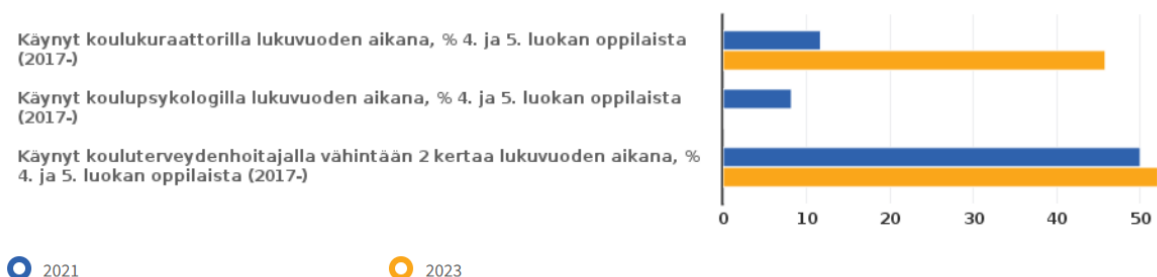 Käynyt koulukuraattorilla lukuvuoden aikana, % 4. ja 5. luokan oppilaista
(2017-)
Käynyt koulupsykologilla lukuvuoden aikana, % 4. ja 5. luokan oppilaista
(2017-)
Käynyt kouluterveydenhoitajalla vähintään 2 kertaa lukuvuoden aikana, %
4. ja 5. luokan oppilaista (2017-)
0 10 20 30 40 50
2021 2023